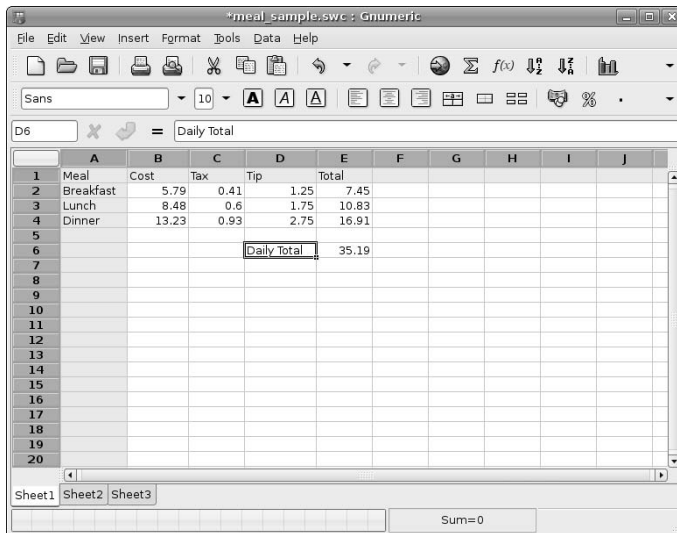 *meal_sample.swc : Gnumeric
File Edit View Insert Format Tools Data Help
f(x)
Sans 10 A A A %
D6 = Daily Total
A B C D E F G H I J
1 Meal Cost Tax Tip Total
2 Breakfast 5.79 0.41 1.25 7.45
3 Lunch 8.48 0.6 1.75 10.83
4 Dinner 13.23 0.93 2.75 16.91
5
6 Daily Total 35.19
7
8
9
10
11
12
13
14
15
16
17
18
19
20
Sheet1 Sheet2 Sheet3
Sum=0